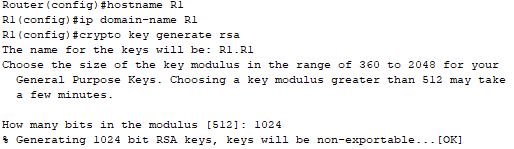 Router(config)#hostname R1
R1(config)#ip domain-name R1
R1(config)#crypto key generate rsa
The name for the keys will be: R1.R1
Choose the size of the key modulus in the range of 360 to 2048 for your
General Purpose Keys. Choosing a key modulus greater than 512 may take
a few minutes.
How many bits in the modulus [512]: 1024
% Generating 1024 bit RSA keys, keys will be non-exportable...[OK]